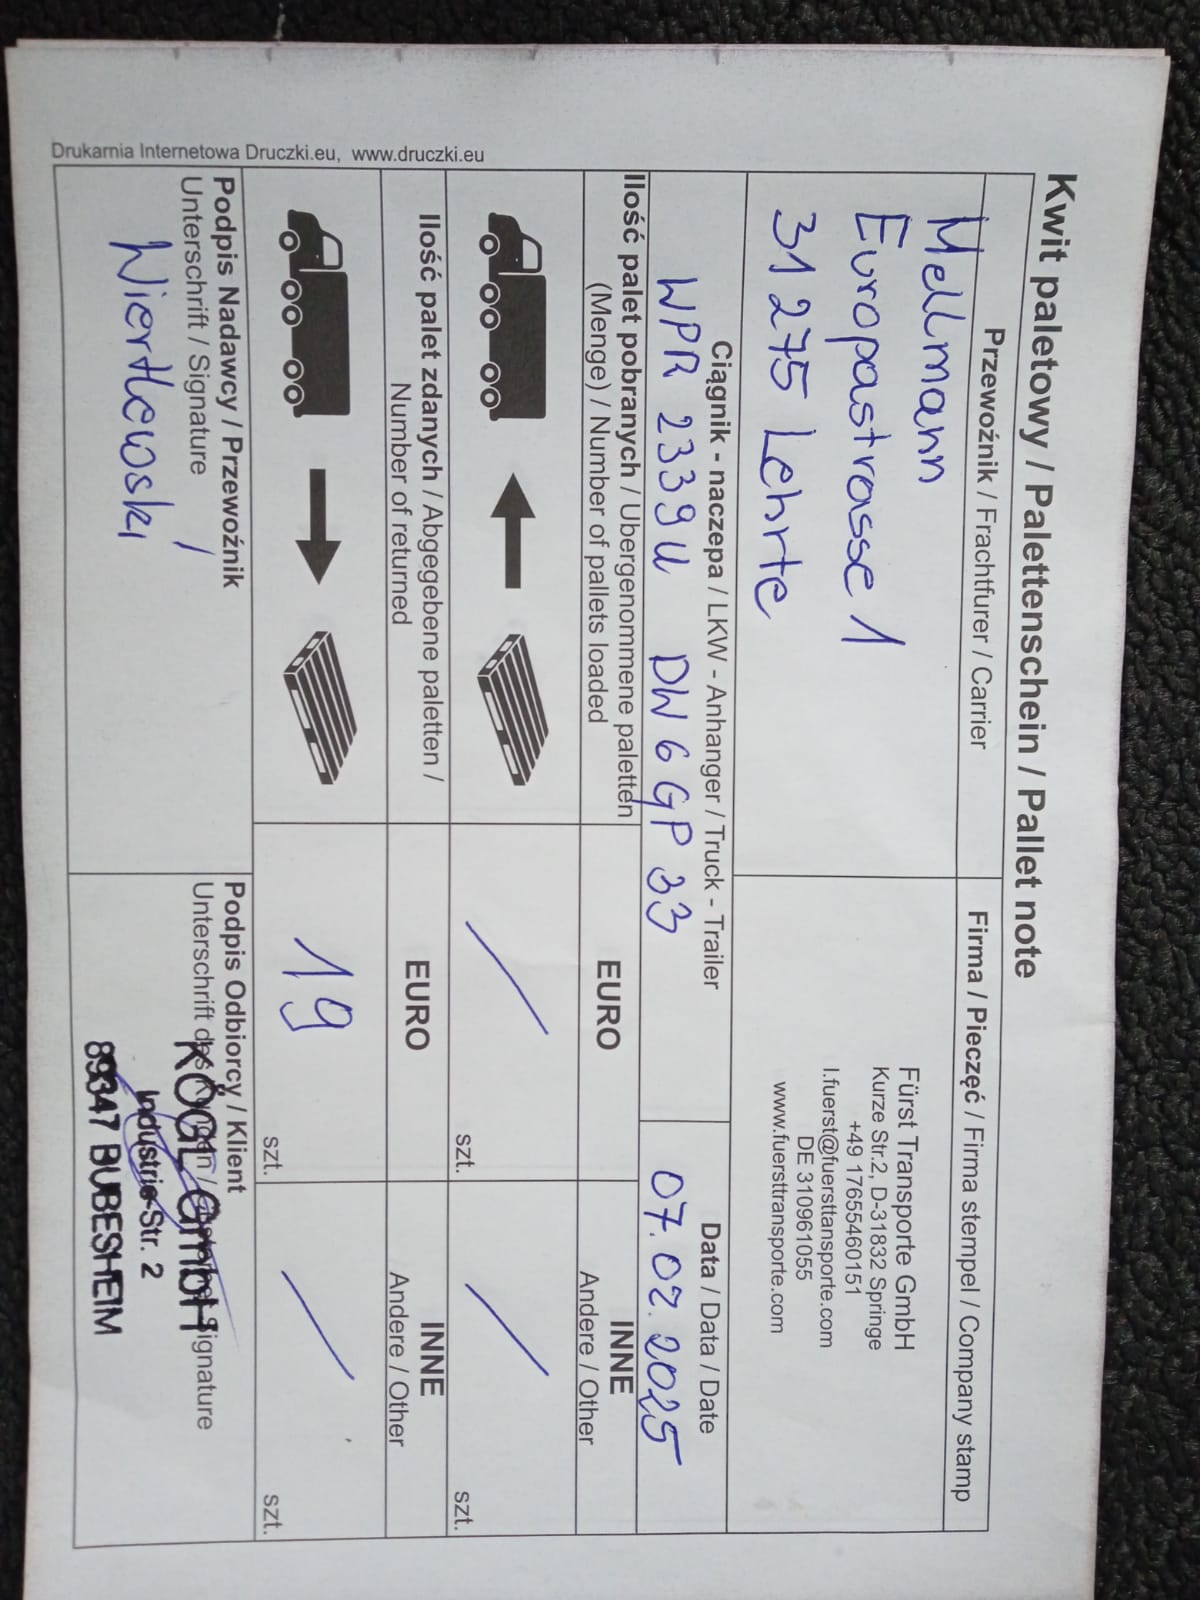 Kwit paletowy / Palettenschein / Pallet note
Przewoźnik / Frachtfurer / Carrier
Mellmann
Europastrasse 1
31275 Lehrte
Firma / Pieczęć / Firma stempel / Company stamp
Fürst Transporte GmbH
Kurze Str.2, D-31832 Springe
+49 17655460151
l.fuerst@fuersttansporte.com
DE 310961055
www.fuersttransporte.com
Ciągnik - naczepa / LKW - Anhanger / Truck - Trailer
WPR 2339U DW6GP33
Data / Data / Date
07.02.2025
Ilość palet pobranych / Ubergenommene paletten
(Menge) / Number of pallets loaded
EURO
INNE
Andere / Other
/
szt.
/
szt.
Ilość palet zdanych / Abgegebene paletten /
Number of returned
EURO
INNE
Andere / Other
19
szt.
/
szt.
Podpis Nadawcy / Przewoźnik
Unterschrift / Signature
Wiertlewski
Podpis Odbiorcy / Klient
Unterschrift des Kunden / Signature
KÖGL GmbH
Industrie-Str. 2
89347 BUBESHEIM
Drukarnia Internetowa Druczki.eu, www.druczki.eu